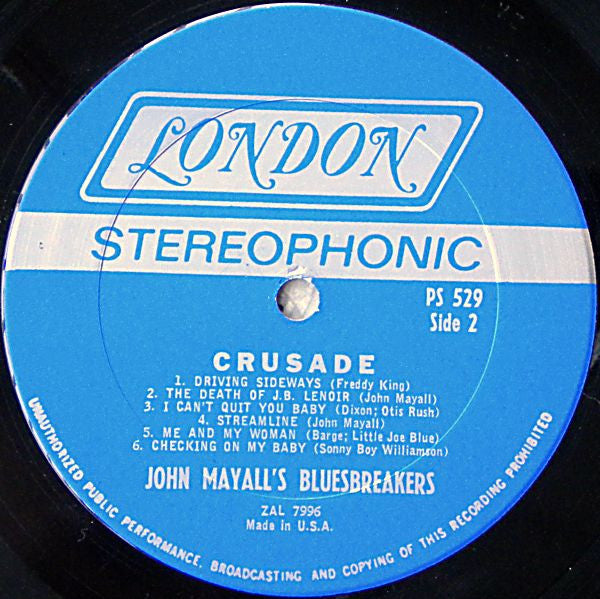 LONDON
STEREOPHONIC
PS 529
Side 2
CRUSADE
1. DRIVING SIDEWAYS (Freddy King)
2. THE DEATH OF J.B. LENOIR (John Mayall)
3. I CAN'T QUIT YOU BABY (Dixon; Otis Rush)
4. STREAMLINE (John Mayall)
5. ME AND MY WOMAN (Barge; Little Joe Blue)
6. CHECKING ON MY BABY (Sonny Boy Williamson)
JOHN MAYALL'S BLUESBREAKERS
ZAL 7996
Made in U.S.A.
UNAUTHORIZED PUBLIC PERFORMANCE, BROADCASTING AND COPYING OF THIS RECORDING PROHIBITED